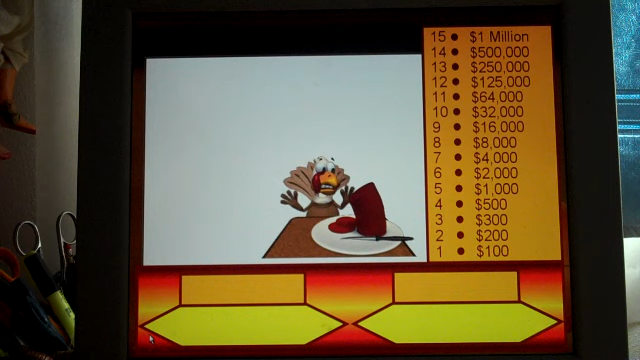 15 • $1 Million
14 • $500,000
13 • $250,000
12 • $125,000
11 • $64,000
10 • $32,000
9 • $16,000
8 • $8,000
7 • $4,000
6 • $2,000
5 • $1,000
4 • $500
3 • $300
2 • $200
1 • $100